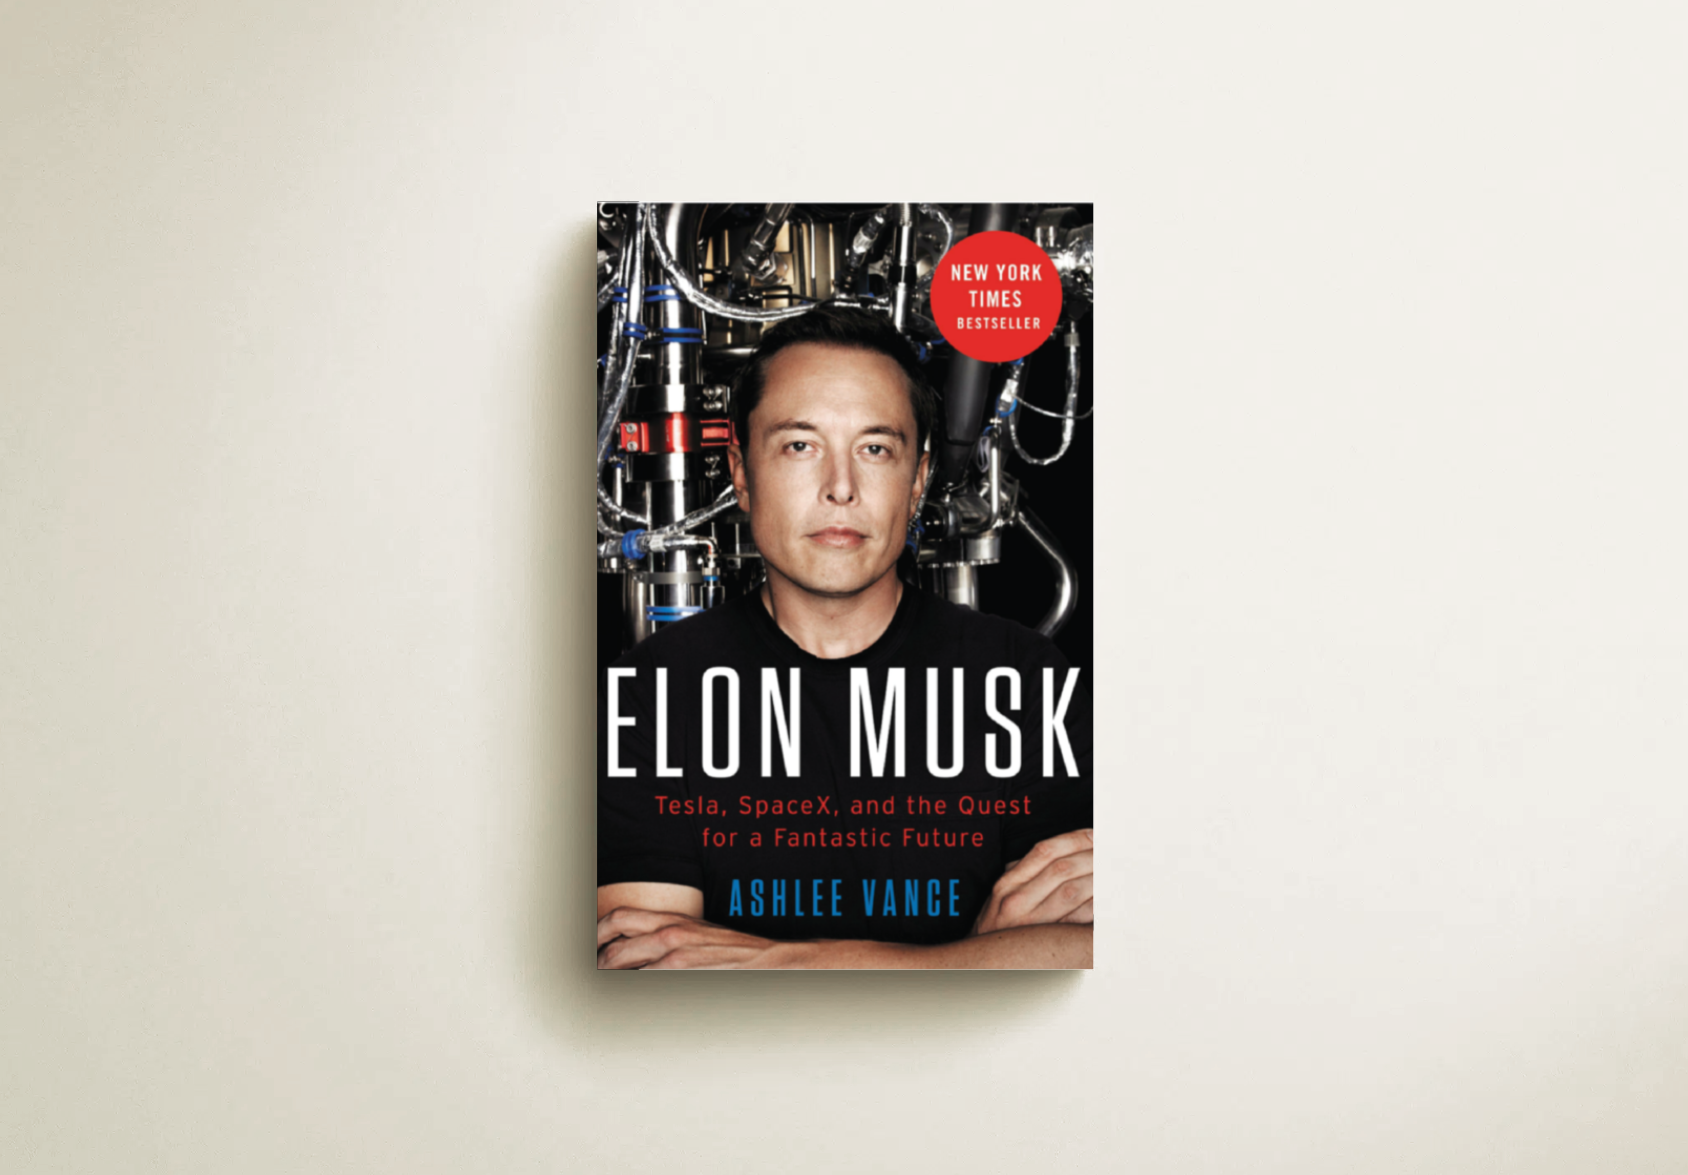 NEW YORK
TIMES
BESTSELLER
ELON MUSK
Tesla, SpaceX, and the Quest
for a Fantastic Future
ASHLEE VANCE